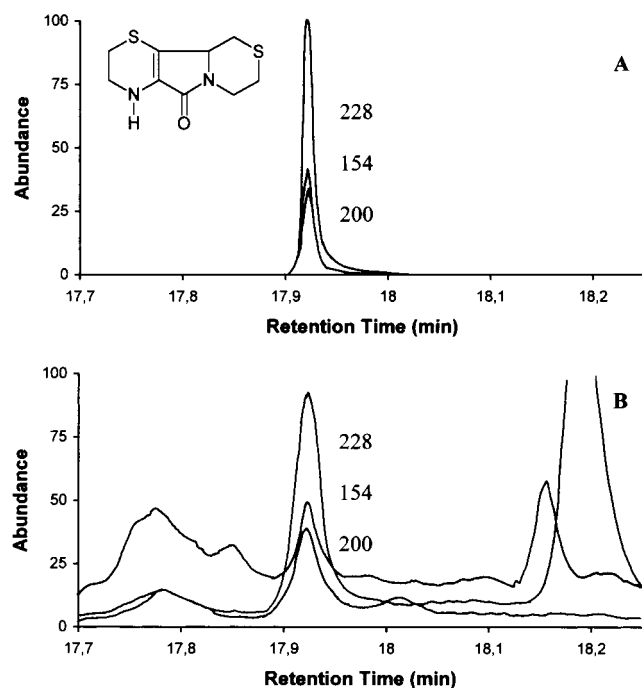 100
A
S
S
75
N
N
228
H
O
50
154
Abundance
25
200
0
17,7 17,8 17,9 18 18,1 18,2
Retention Time (min)
100
B
75
228
50
154
Abundance
25
200
0
17,7 17,8 17,9 18 18,1 18,2
Retention Time (min)